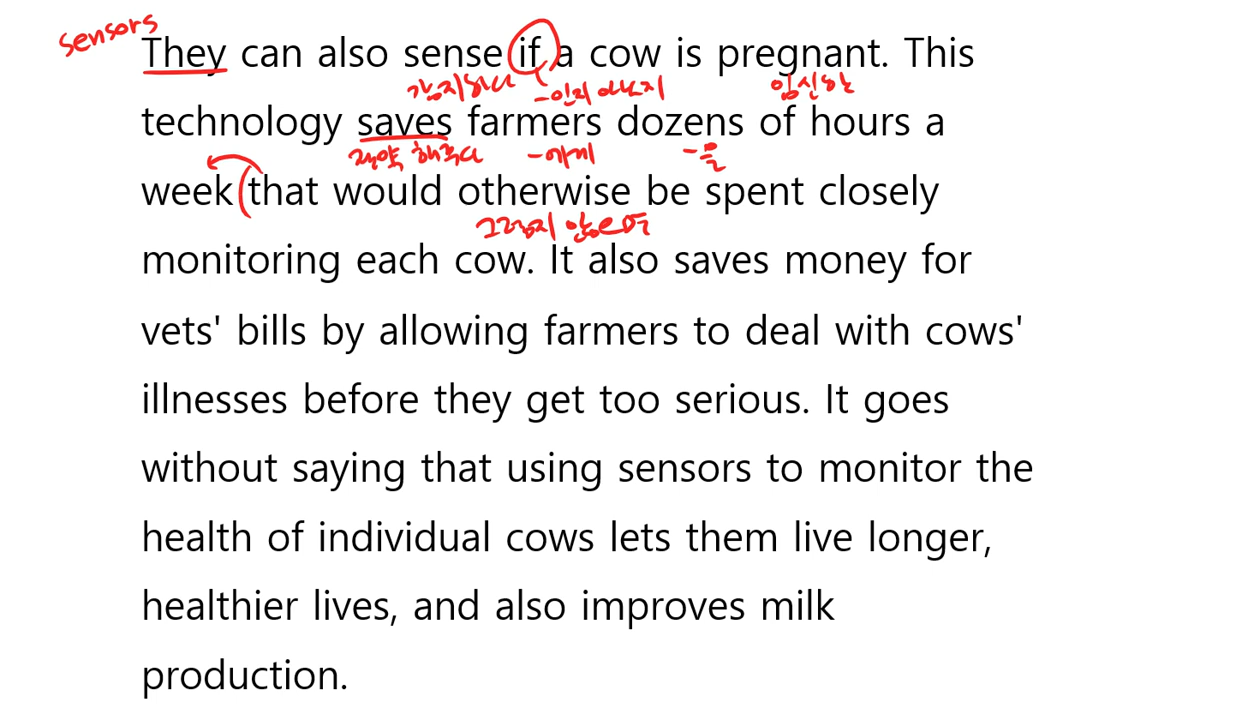 sensors
They can also sense if a cow is pregnant. This
감지하다 -인지 아닌지 임신한
technology saves farmers dozens of hours a
절약 해주다 -에게 -을
week (that would otherwise be spent closely
그렇지 않으면
monitoring each cow. It also saves money for
vets' bills by allowing farmers to deal with cows'
illnesses before they get too serious. It goes
without saying that using sensors to monitor the
health of individual cows lets them live longer,
healthier lives, and also improves milk
production.